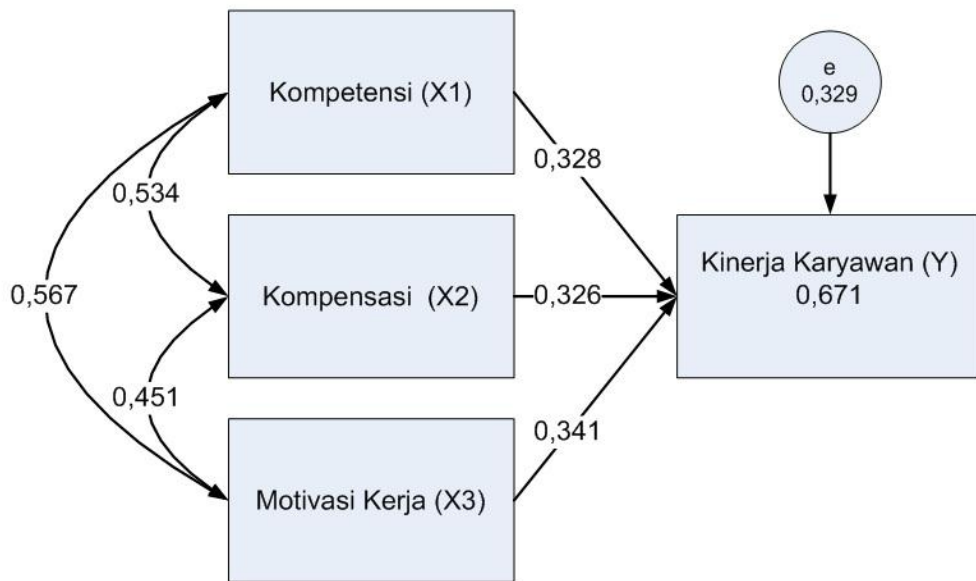 Kompetensi (X1)
e
0,329
0,328
0,534
Kinerja Karyawan (Y)
0,671
0,567
Kompensasi (X2)
0,326
0,451
0,341
Motivasi Kerja (X3)